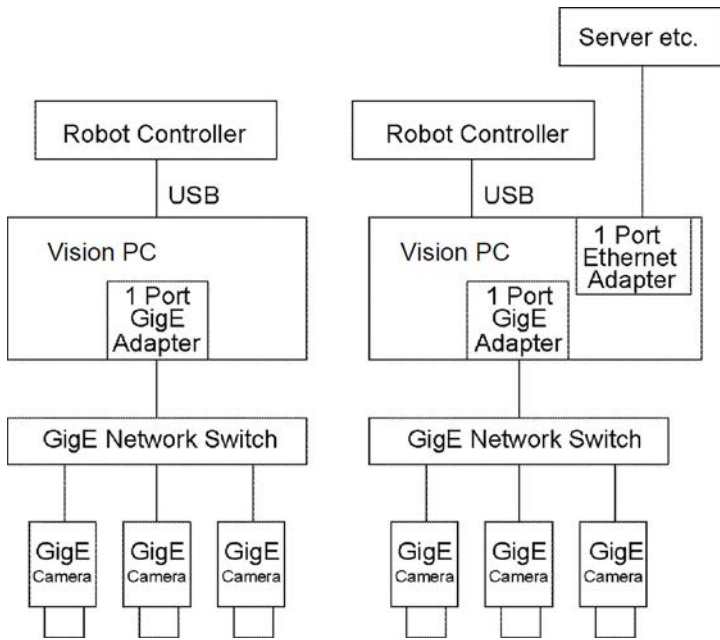 Server etc.
Robot Controller
Robot Controller
USB
USB
Vision PC
1 Port
GigE
Adapter
Vision PC
1 Port
Ethernet
Adapter
1 Port
GigE
Adapter
GigE Network Switch
GigE Network Switch
GigE
Camera
GigE
Camera
GigE
Camera
GigE
Camera
GigE
Camera
GigE
Camera